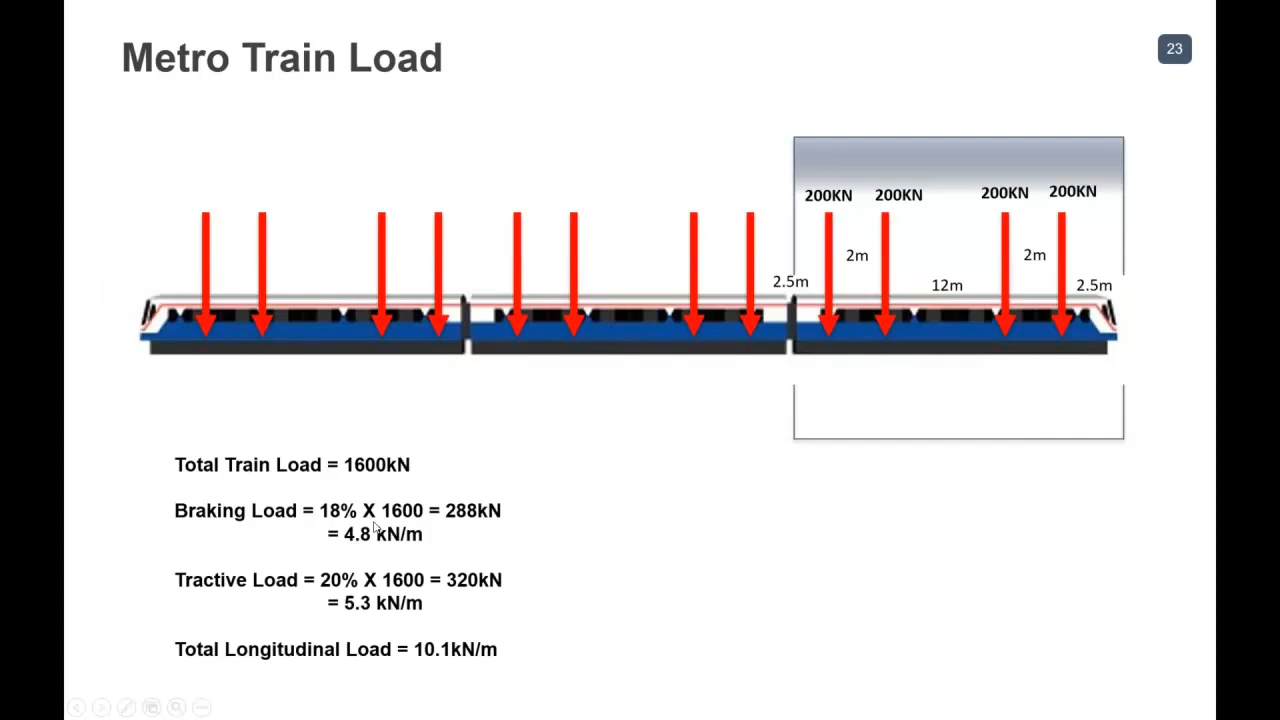 Metro Train Load
23
200KN 200KN 200KN 200KN
2m 2m
2.5m 12m 2.5m
Total Train Load = 1600kN
Braking Load = 18% X 1600 = 288kN
= 4.8 kN/m
Tractive Load = 20% X 1600 = 320kN
= 5.3 kN/m
Total Longitudinal Load = 10.1kN/m